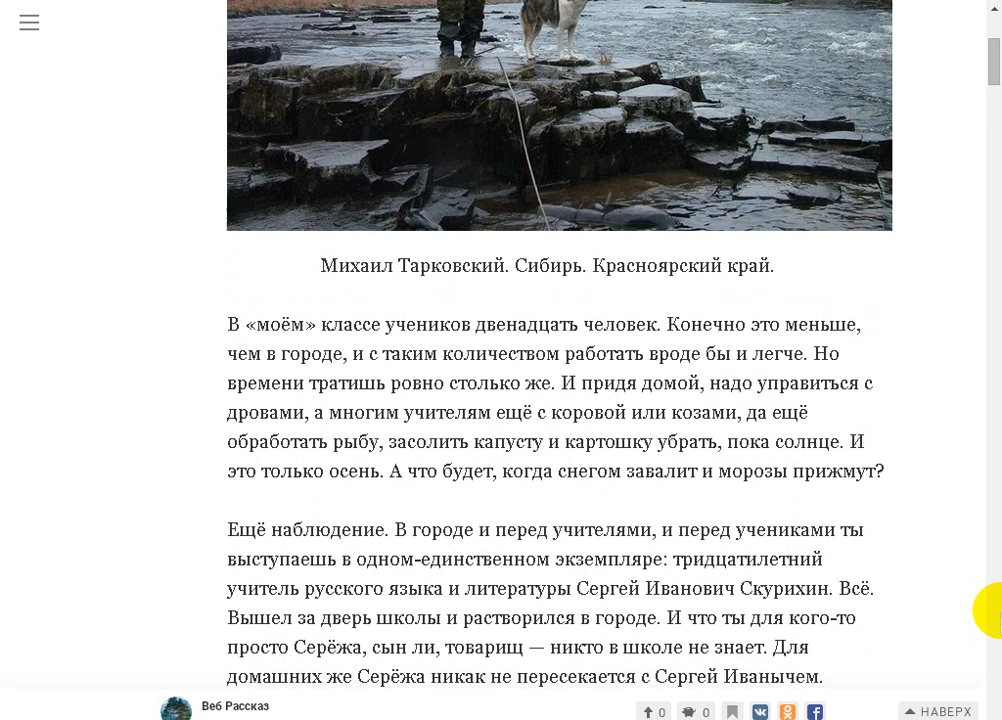 Михаил Тарковский. Сибирь. Красноярский край.
В «моём» классе учеников двенадцать человек. Конечно это меньше,
чем в городе, и с таким количеством работать вроде бы и легче. Но
времени тратишь ровно столько же. И придя домой, надо управиться с
дровами, а многим учителям ещё с коровой или козами, да ещё
обработать рыбу, засолить капусту и картошку убрать, пока солнце. И
это только осень. А что будет, когда снегом завалит и морозы прижмут?
Ещё наблюдение. В городе и перед учителями, и перед учениками ты
выступаешь в одном-единственном экземпляре: тридцатилетний
учитель русского языка и литературы Сергей Иванович Скурихин. Всё.
Вышел за дверь школы и растворился в городе. И что ты для кого-то
просто Серёжа, сын ли, товарищ — никто в школе не знает. Для
домашних же Серёжа никак не пересекается с Сергей Иванычем.
Веб Рассказ
0
0
НАВЕРХ